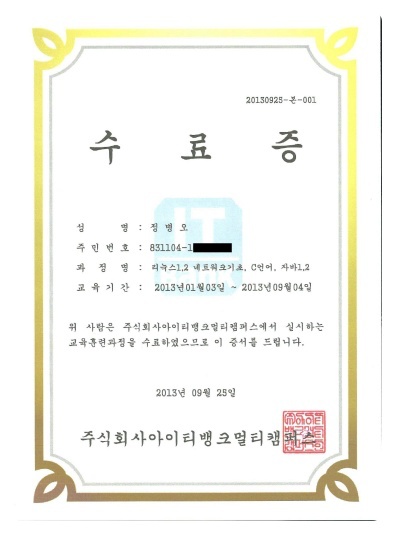 20130925-본-001
수 료 증
성 명 : 정병오
주민번호 : 831104-1
과 정 명 : 리눅스1,2 네트워크기초, C언어, 자바1,2
교육기간 : 2013년01월03일 ~ 2013년09월04일
위 사람은 주식회사아이티뱅크멀티캠퍼스에서 실시하는
교육훈련과정을 수료하였으므로 이 증서를 드립니다.
2013년 09월 25일
주식회사아이티뱅크멀티캠퍼스
IT
BANK